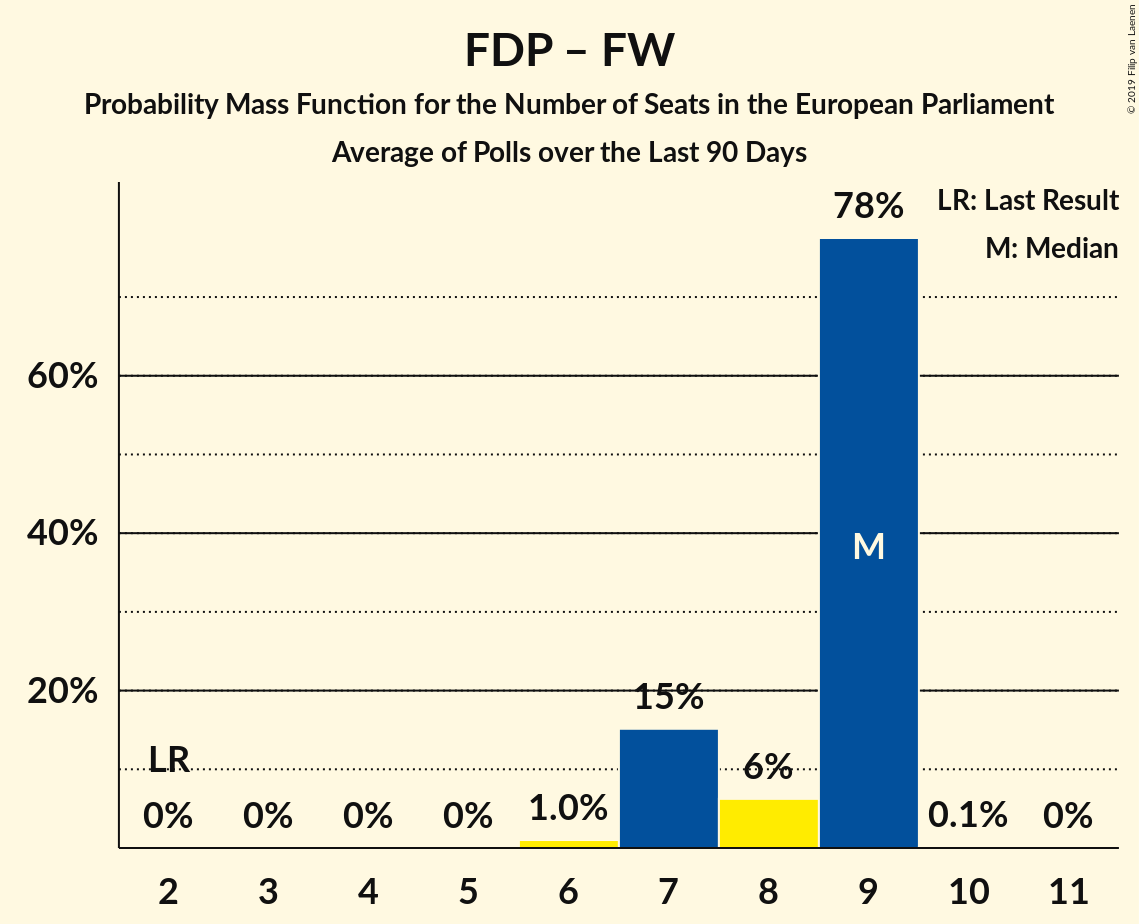 FDP – FW
Probability Mass Function for the Number of Seats in the European Parliament
Average of Polls over the Last 90 Days
© 2019 Filip van Laenen
LR: Last Result
M: Median
78%
60%
40%
M
20%
15%
LR
6%
0%
0%
0%
0%
1.0%
0.1%
0%
2
3
4
5
6
7
8
9
10
11